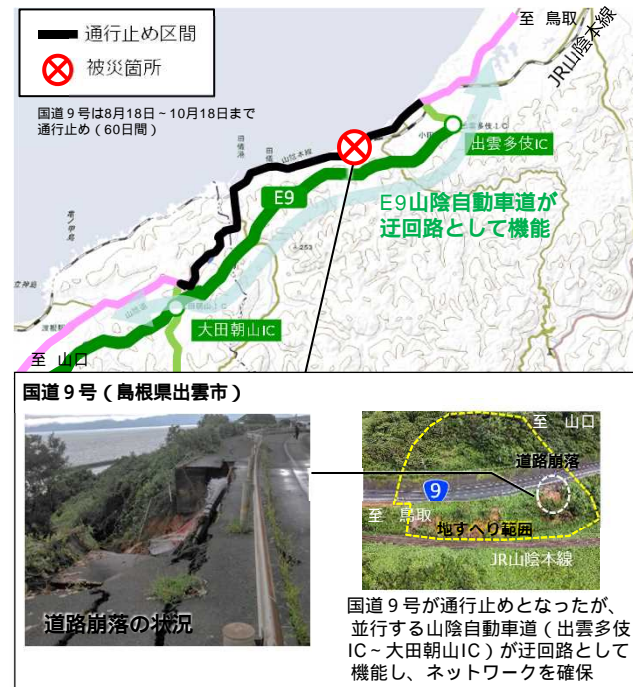 通行止め区間
被災箇所
国道9号は8月18日~10月18日まで
通行止め(60日間)
至 鳥取
JR山陰本線
出雲多伎IC
E9
E9山陰自動車道が
迂回路として機能
山陰本線
253
大田朝山IC
至 山口
国道9号(島根県出雲市)
道路崩落の状況
至 山口
道路崩落
9
至 鳥取
地すべり範囲
JR山陰本線
国道9号が通行止めとなったが、
並行する山陰自動車道(出雲多伎
IC~大田朝山IC)が迂回路として
機能し、ネットワークを確保